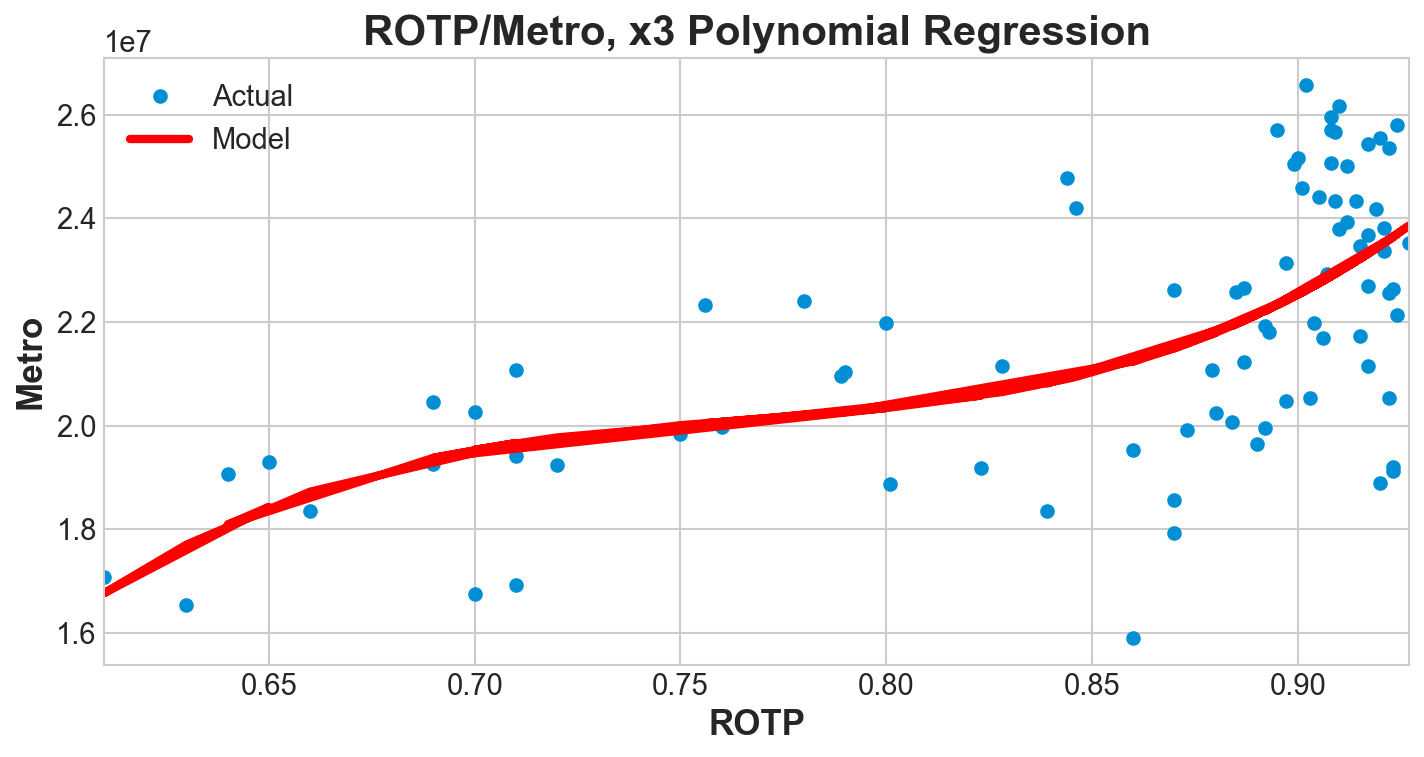 ROTP/Metro, x3 Polynomial Regression
1e7
Actual
Model
2.6
2.4
2.2
2.0
1.8
1.6
Metro
0.65 0.70 0.75 0.80 0.85 0.90
ROTP